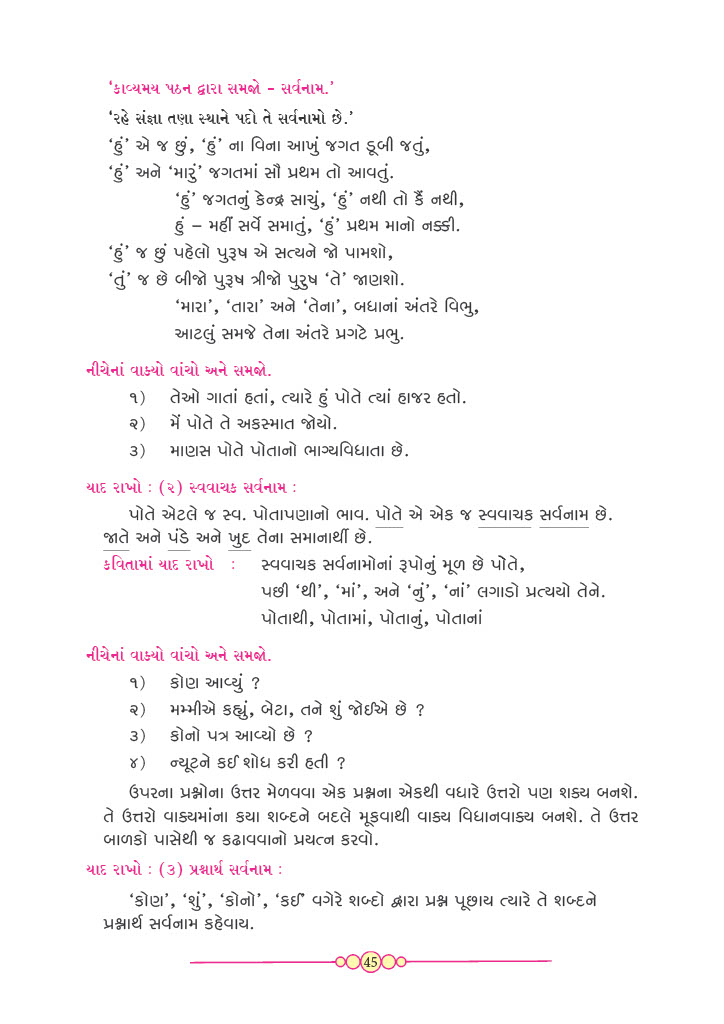 ‘કાવ્યમય પઠન દ્વારા સમજો - સર્વનામ.’
‘રહે સંજ્ઞા તણા સ્થાને પદો તે સર્વનામો છે.’
‘હું’ એ જ છું, ‘હું’ ના વિના આખું જગત ડૂબી જતું,
‘હું’ અને ‘મારું’ જગતમાં સૌ પ્રથમ તો આવતું.
‘હું’ જગતનું કેન્દ્ર સાચું, ‘હું’ નથી તો કૈં નથી,
હું – મહીં સર્વે સમાતું, ‘હું’ પ્રથમ માનો નક્કી.
‘હું’ જ છું પહેલો પુરૂષ એ સત્યને જો પામશો,
‘તું’ જ છે બીજો પુરૂષ ત્રીજો પુરુષ ‘તે’ જાણશો.
‘મારા’, ‘તારા’ અને ‘તેના’, બધાનાં અંતરે વિભુ,
આટલું સમજે તેના અંતરે પ્રગટે પ્રભુ.
નીચેનાં વાક્યો વાંચો અને સમજો.
૧) તેઓ ગાતાં હતાં, ત્યારે હું પોતે ત્યાં હાજર હતો.
૨) મેં પોતે તે અકસ્માત જોયો.
૩) માણસ પોતે પોતાનો ભાગ્યવિધાતા છે.
યાદ રાખો : (૨) સ્વવાચક સર્વનામ :
પોતે એટલે જ સ્વ. પોતાપણાનો ભાવ. પોતે એ એક જ સ્વવાચક સર્વનામ છે.
જાતે અને પંડે અને ખુદ તેના સમાનાર્થી છે.
કવિતામાં યાદ રાખો : સ્વવાચક સર્વનામોનાં રૂપોનું મૂળ છે પોતે,
પછી ‘થી’, ‘માં’, અને ‘નું’, ‘નાં’ લગાડો પ્રત્યયો તેને.
પોતાથી, પોતામાં, પોતાનું, પોતાનાં
નીચેનાં વાક્યો વાંચો અને સમજો.
૧) કોણ આવ્યું ?
૨) મમ્મીએ કહ્યું, બેટા, તને શું જોઈએ છે ?
૩) કોનો પત્ર આવ્યો છે ?
૪) ન્યૂટને કઈ શોધ કરી હતી ?
ઉપરના પ્રશ્નોના ઉત્તર મેળવવા એક પ્રશ્નના એકથી વધારે ઉત્તરો પણ શક્ય બનશે.
તે ઉત્તરો વાક્યમાંના કયા શબ્દને બદલે મૂકવાથી વાક્ય વિધાનવાક્ય બનશે. તે ઉત્તર
બાળકો પાસેથી જ કઢાવવાનો પ્રયત્ન કરવો.
યાદ રાખો : (૩) પ્રશ્નાર્થ સર્વનામ :
‘કોણ’, ‘શું’, ‘કોનો’, ‘કઈ’ વગેરે શબ્દો દ્વારા પ્રશ્ન પૂછાય ત્યારે તે શબ્દને
પ્રશ્નાર્થ સર્વનામ કહેવાય.
45